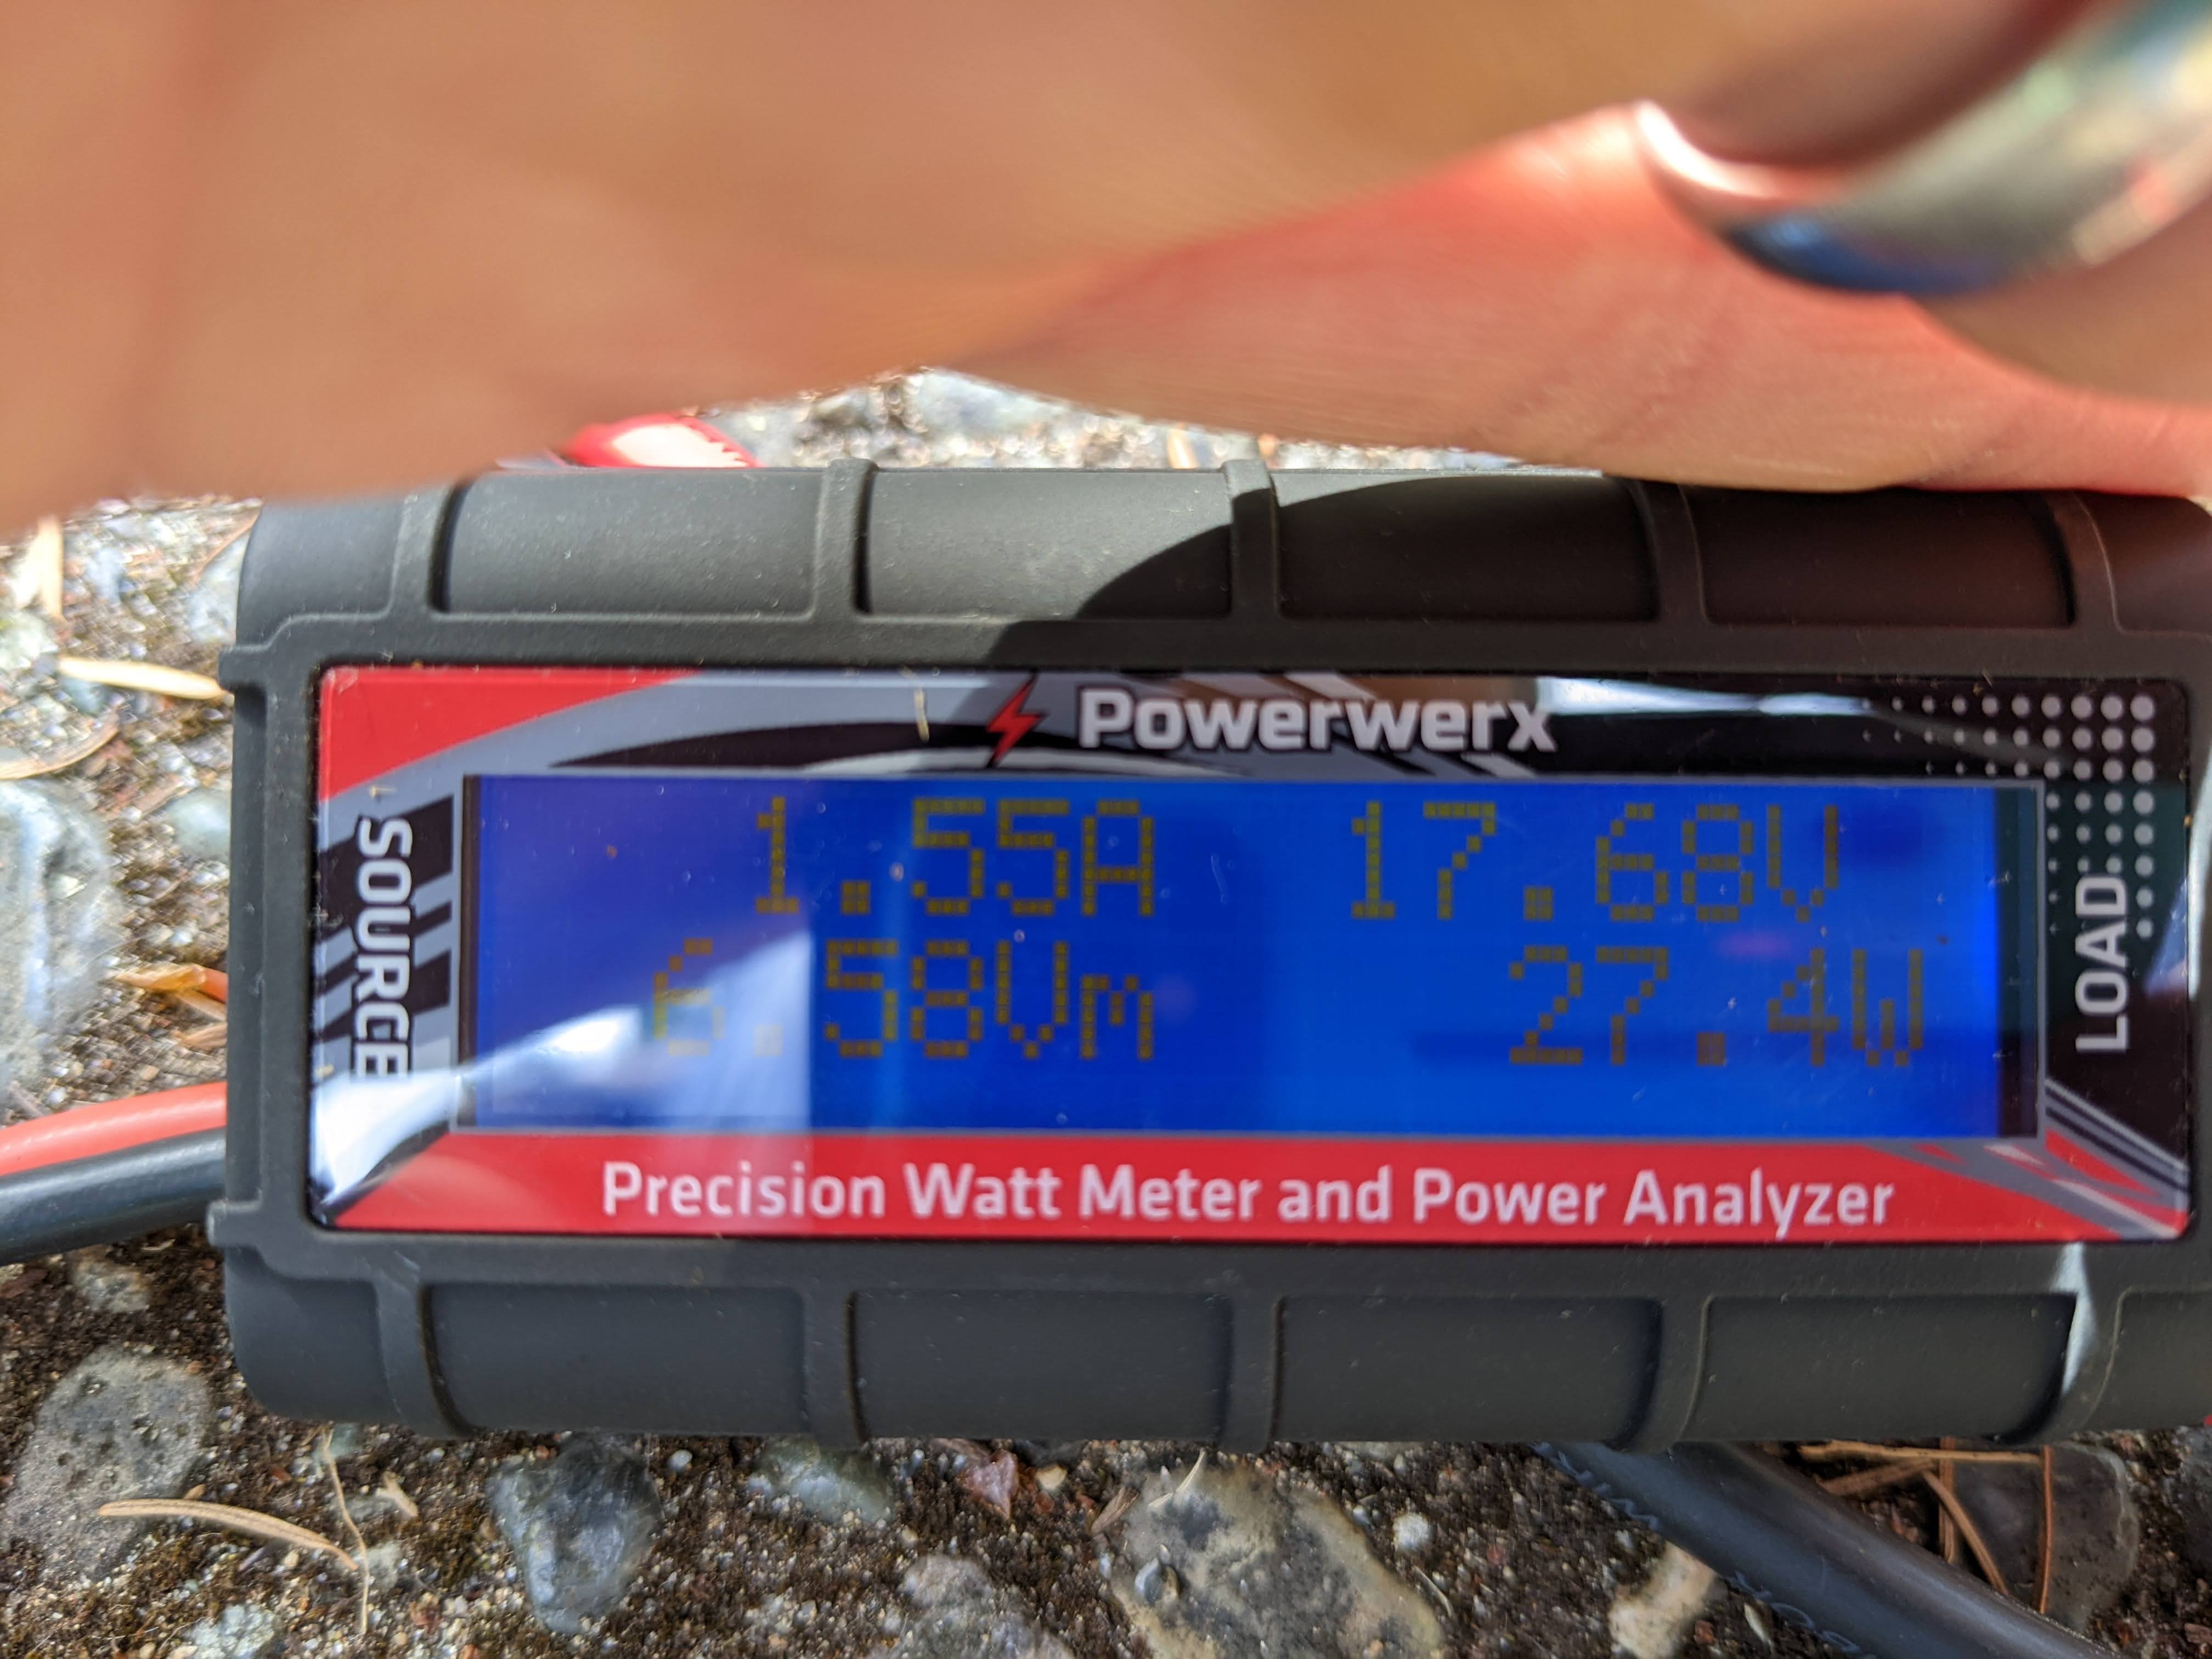 Powerwerx
SOURCE
1.55A 17.68V
6.58Vm 27.4W
LOAD
Precision Watt Meter and Power Analyzer